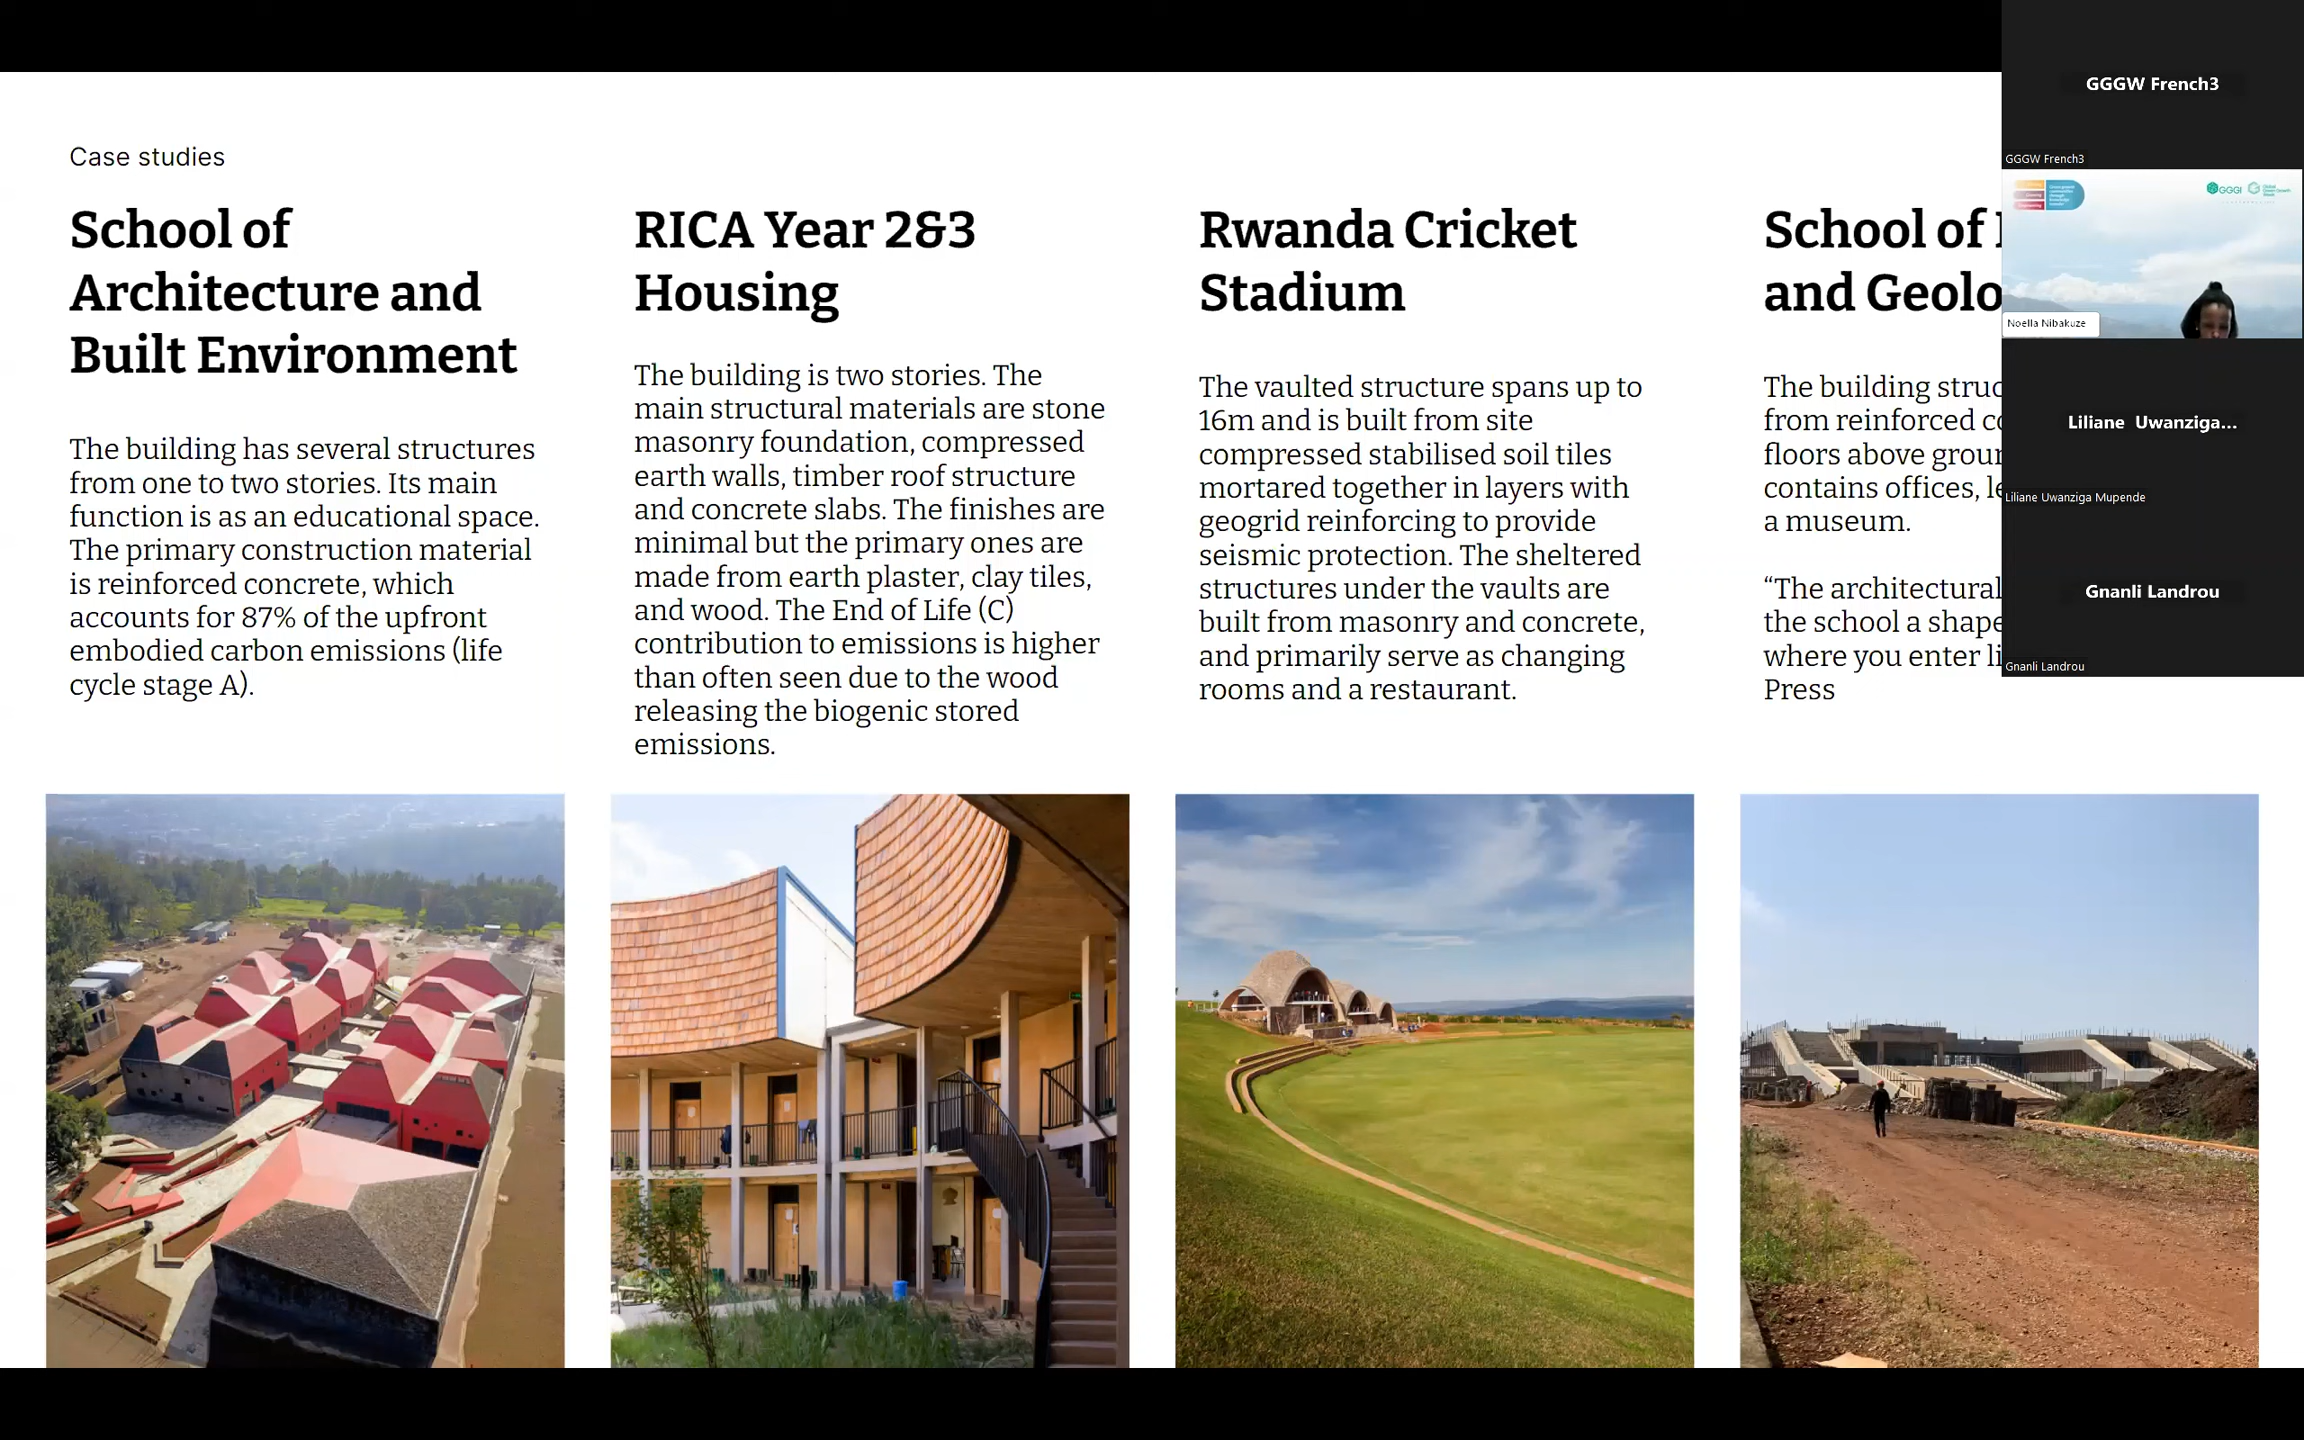 Case studies
School of
Architecture and
Built Environment
The building has several structures
from one to two stories. Its main
function is as an educational space.
The primary construction material
is reinforced concrete, which
accounts for 87% of the upfront
embodied carbon emissions (life
cycle stage A).
RICA Year 2&3
Housing
The building is two stories. The
main structural materials are stone
masonry foundation, compressed
earth walls, timber roof structure
and concrete slabs. The finishes are
minimal but the primary ones are
made from earth plaster, clay tiles,
and wood. The End of Life (C)
contribution to emissions is higher
than often seen due to the wood
releasing the biogenic stored
emissions.
Rwanda Cricket
Stadium
The vaulted structure spans up to
16m and is built from site
compressed stabilised soil tiles
mortared together in layers with
geogrid reinforcing to provide
seismic protection. The sheltered
structures under the vaults are
built from masonry and concrete,
and primarily serve as changing
rooms and a restaurant.
School of
and Geolo
The building struc
from reinforced co
floors above groun
contains offices, le
a museum.
“The architectural
the school a shape
where you enter li
Press
GGGW French3
GGGW French3
GGGI
Noella Nibakuze
Liliane Uwanziga...
Liliane Uwanziga Mupende
Gnanli Landrou
Gnanli Landrou